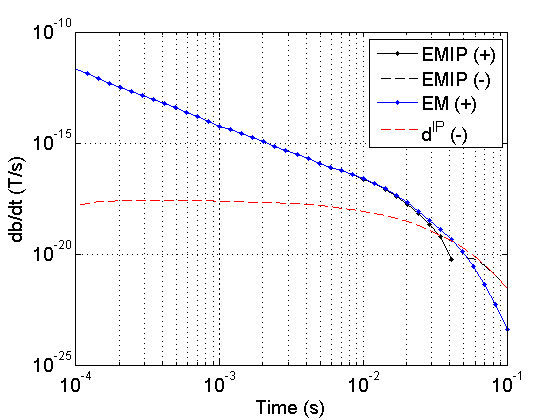 10^-10
10^-15
10^-20
10^-25
db/dt (T/s)
EMIP (+)
EMIP (-)
EM (+)
d^IP (-)
10^-4
10^-3
10^-2
10^-1
Time (s)